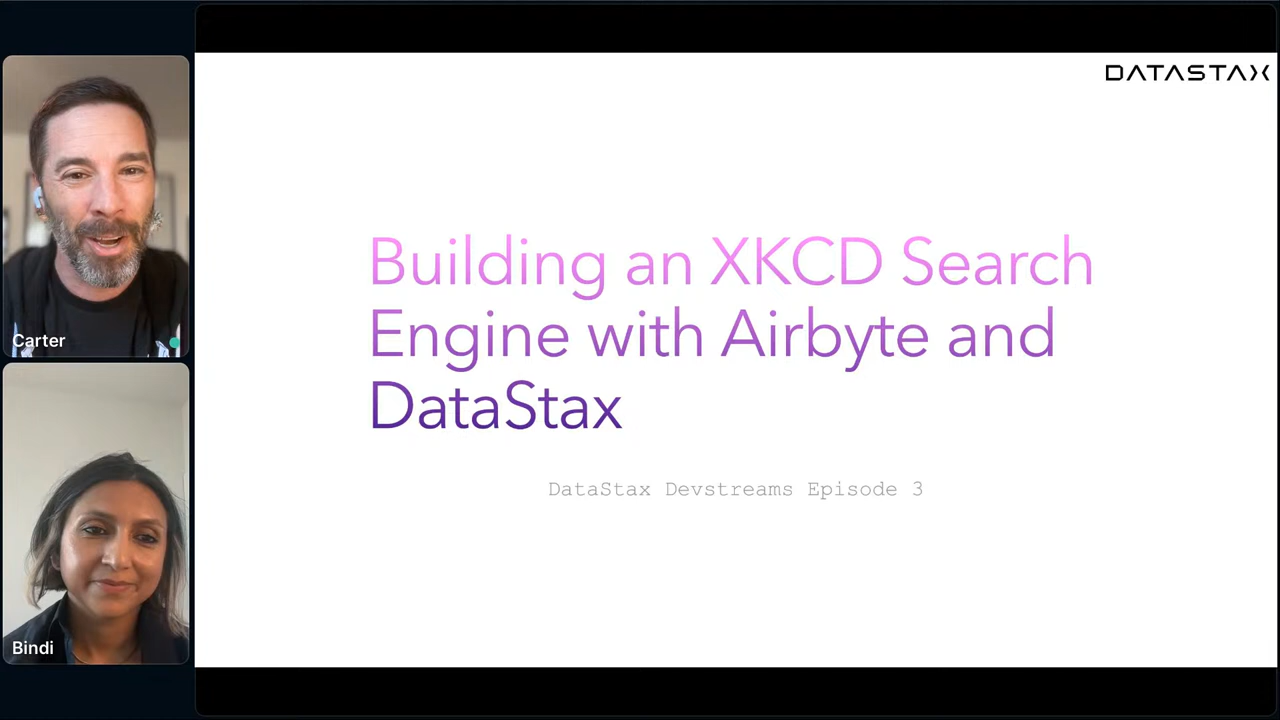 DATASTAX
Carter
Building an XKCD Search
Engine with Airbyte and
DataStax
DataStax Devstreams Episode 3
Bindi